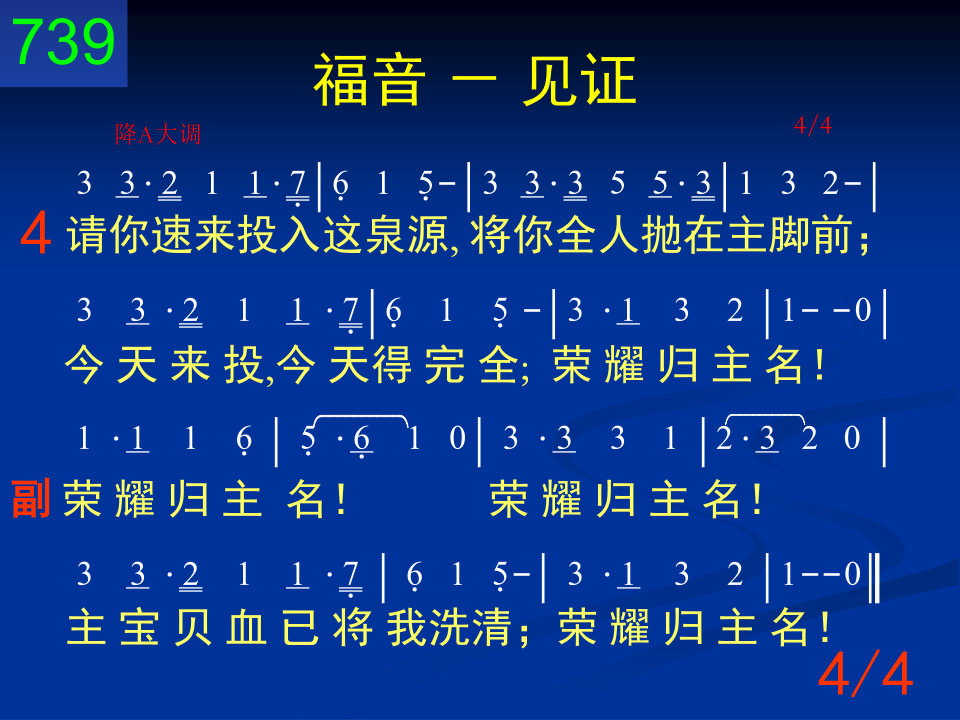 739
福音 － 见证
降A大调 4/4
3 3·2 1 1·7|6 1 5-|3 3·3 5 5·3|1 3 2-|
4 请你速来投入这泉源, 将你全人抛在主脚前；
3 3·2 1 1·7|6 1 5-|3·1 3 2|1--0|
今天来投,今天得完全; 荣耀归主名！
1·1 1 6|5·6 1 0|3·3 3 1|2·3 2 0|
副 荣耀归主名！ 荣耀归主名！
3 3·2 1 1·7|6 1 5-|3·1 3 2|1--0‖
主宝贝血已将我洗清；荣耀归主名！
4/4